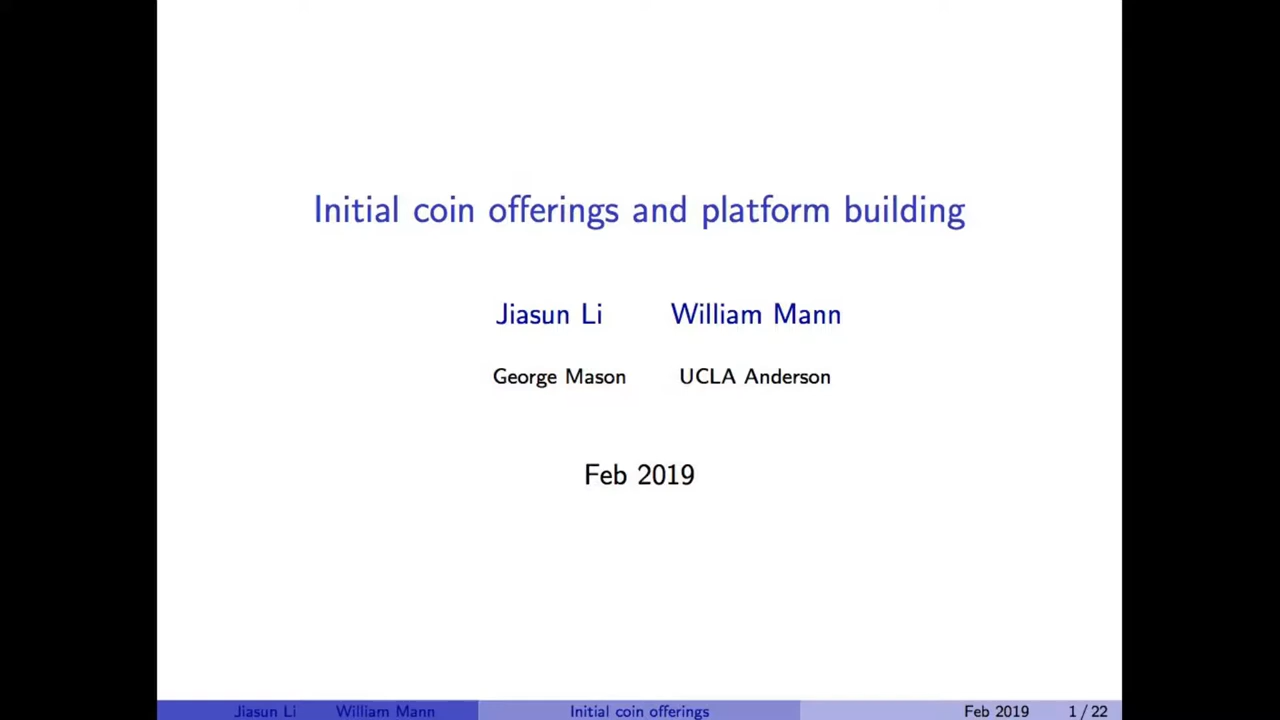 Initial coin offerings and platform building
Jiasun Li William Mann
George Mason UCLA Anderson
Feb 2019
Jiasun Li William Mann Initial coin offerings Feb 2019 1 / 22